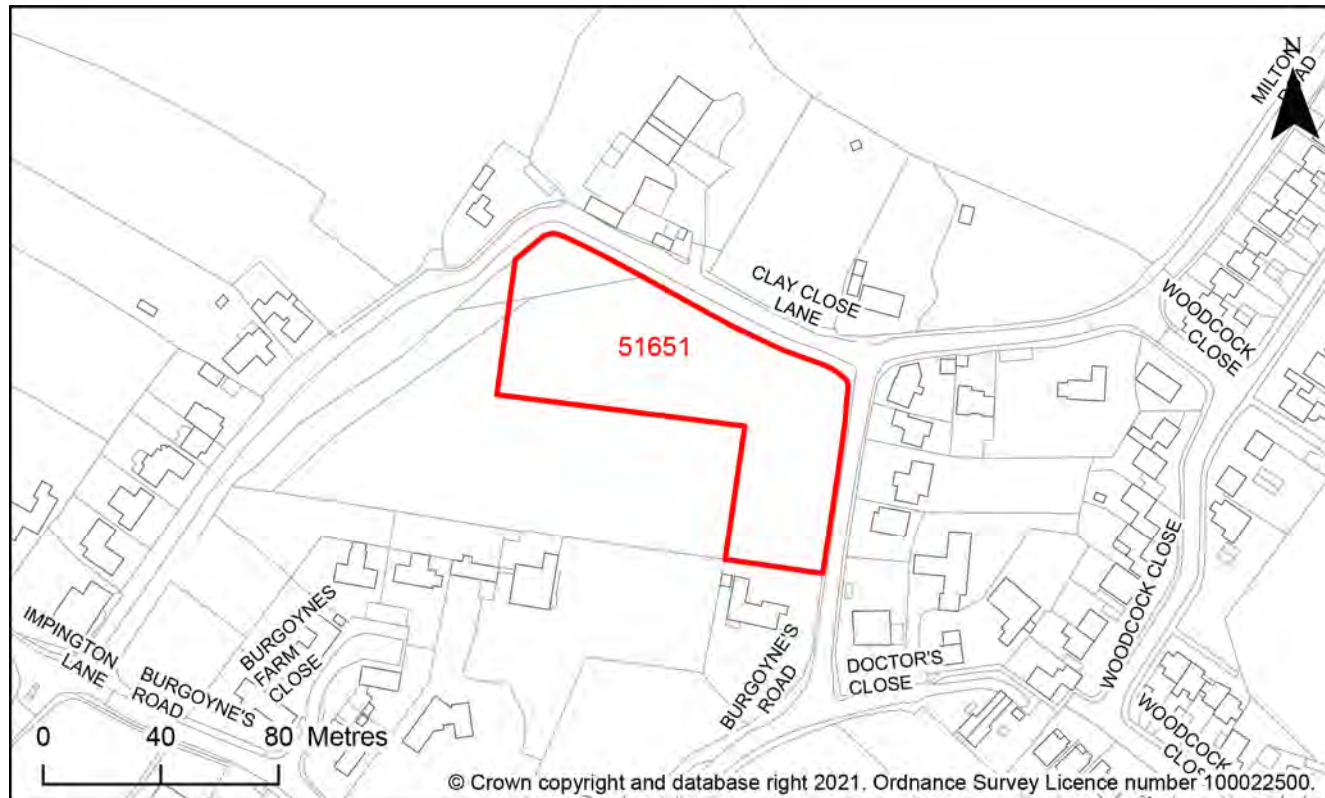 MILTON
ROAD
N
CLAY CLOSE
LANE
WOODCOCK
CLOSE
51651
WOODCOCK CLOSE
DOCTOR'S
CLOSE
BURGOYNE'S
ROAD
WOODCOCK
CLOSE
BURGOYNES
FARM
CLOSE
IMPINGTON
LANE
BURGOYNE'S
ROAD
0 40 80 Metres
© Crown copyright and database right 2021. Ordnance Survey Licence number 100022500.